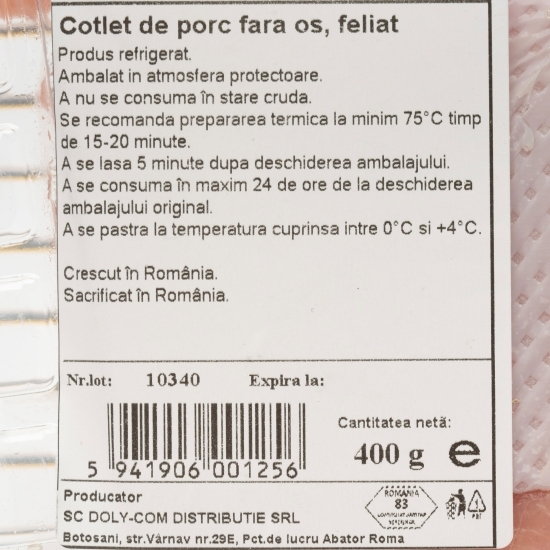 Cotlet de porc fara os, feliat
Produs refrigerat.
Ambalat in atmosfera protectoare.
A nu se consuma în stare cruda.
Se recomanda prepararea termica la minim 75°C timp
de 15-20 minute.
A se lasa 5 minute dupa deschiderea ambalajului.
A se consuma în maxim 24 de ore de la deschiderea
ambalajului original.
A se pastra la temperatura cuprinsa intre 0°C si +4°C.
Crescut în România.
Sacrificat în România.
Nr.lot: 10340 Expira la:
5 941906 001256
Cantitatea netă:
400 g e
Producator
SC DOLY-COM DISTRIBUTIE SRL
Botosani, str.Vârnav nr.29E, Pct.de lucru Abator Roma
ROMANIA
83